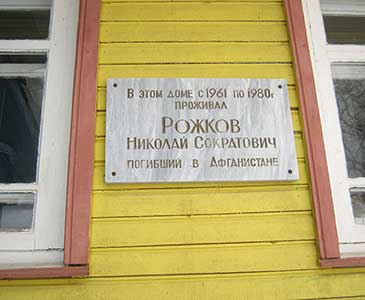 В этом доме с 1961 по 1980г
проживал
Рожков
Николай Сократович
погибший в Афганистане